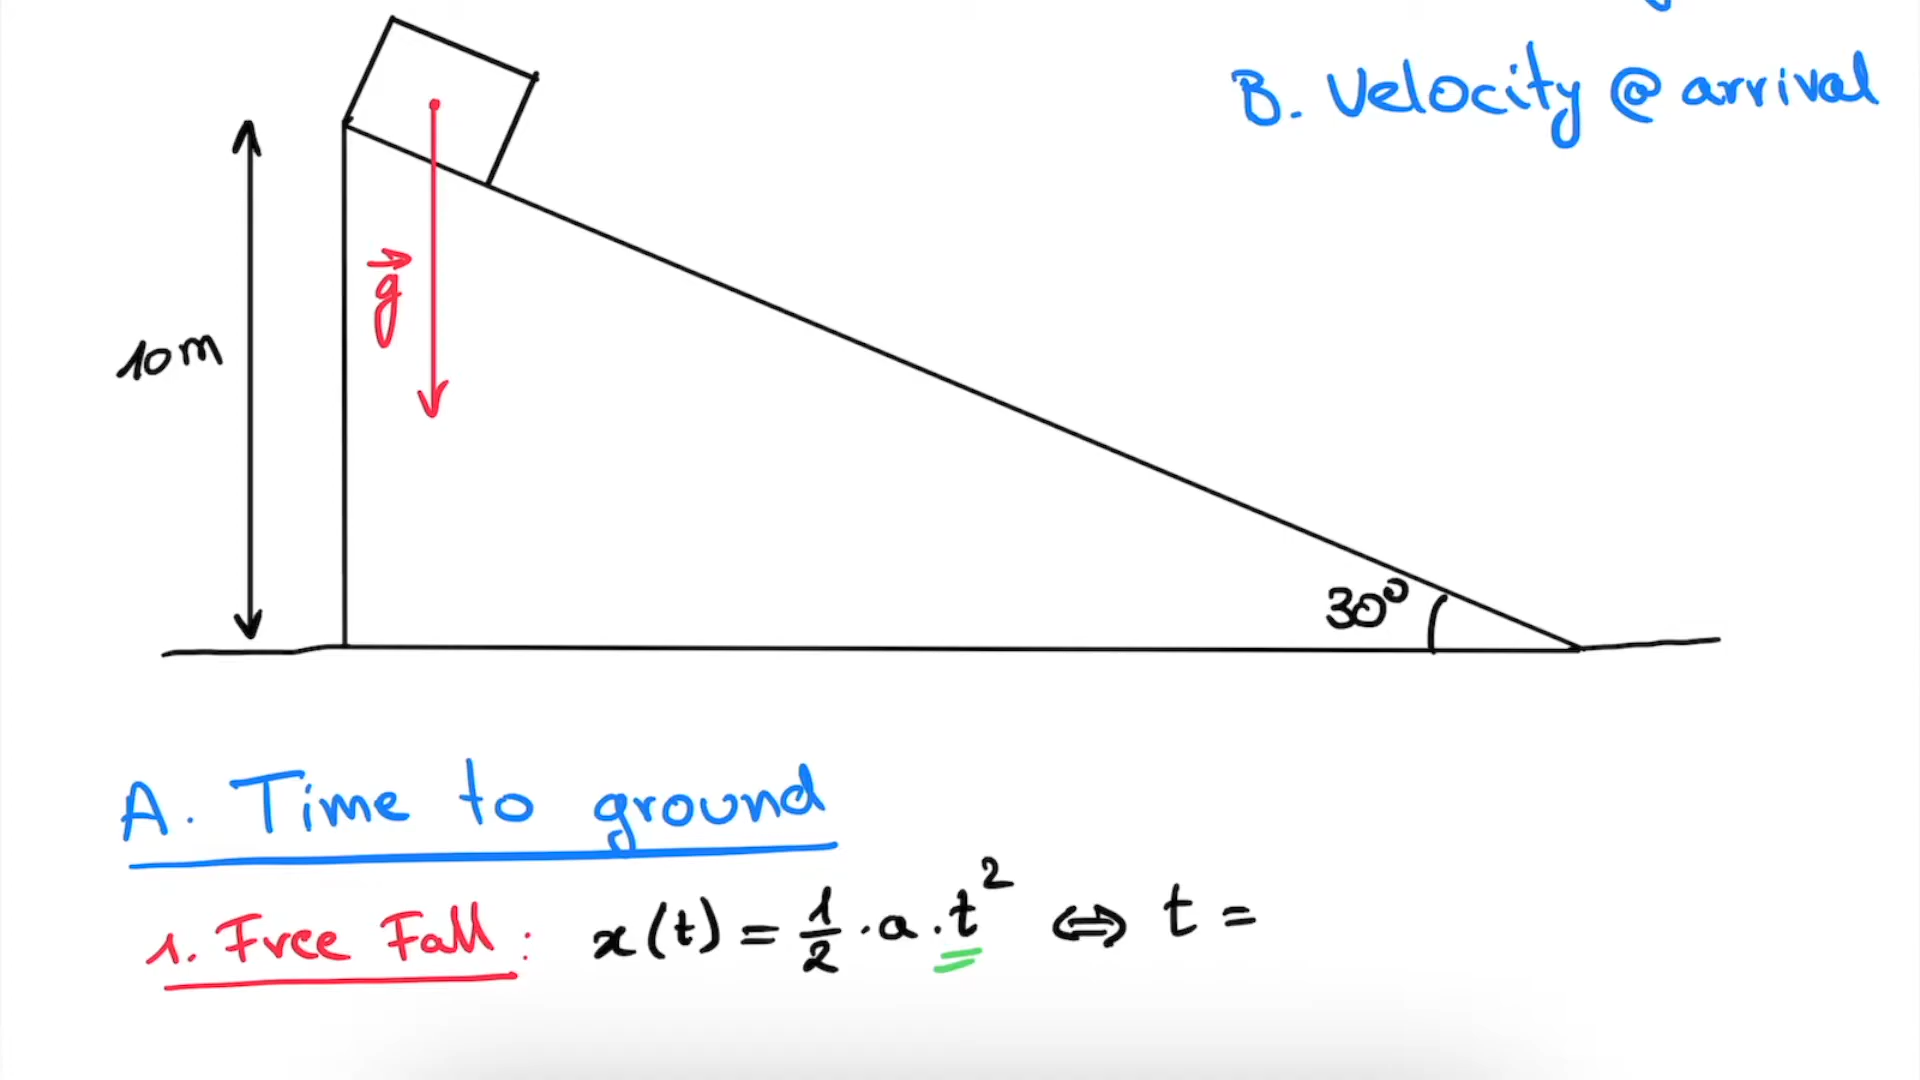 B. Velocity @ arrival
g⃗
10m
30°
A. Time to ground
1. Free Fall: x(t) = 1/2 · a · t² ⇔ t =